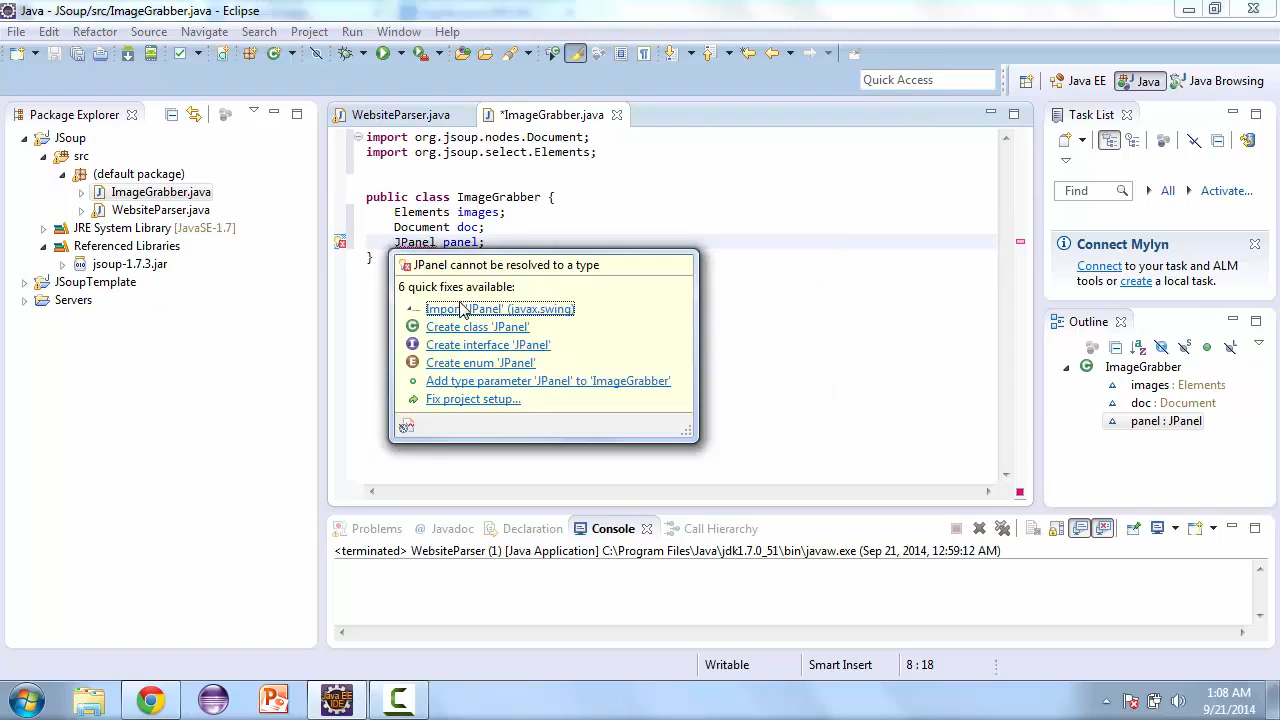 Java - JSoup/src/ImageGrabber.java - Eclipse
File Edit Refactor Source Navigate Search Project Run Window Help
Quick Access
Java EE
Java
Java Browsing
Package Explorer
JSoup
src
(default package)
ImageGrabber.java
WebsiteParser.java
JRE System Library [JavaSE-1.7]
Referenced Libraries
jsoup-1.7.3.jar
JSoupTemplate
Servers
WebsiteParser.java
*ImageGrabber.java
import org.jsoup.nodes.Document;
import org.jsoup.select.Elements;
public class ImageGrabber {
Elements images;
Document doc;
JPanel panel;
}
JPanel cannot be resolved to a type
6 quick fixes available:
Import 'JPanel' (javax.swing)
Create class 'JPanel'
Create interface 'JPanel'
Create enum 'JPanel'
Add type parameter 'JPanel' to 'ImageGrabber'
Fix project setup...
Task List
Find
All
Activate...
Connect Mylyn
Connect to your task and ALM
tools or create a local task.
Outline
ImageGrabber
images : Elements
doc : Document
panel : JPanel
Problems
@ Javadoc
Declaration
Console
Call Hierarchy
<terminated> WebsiteParser (1) [Java Application] C:\Program Files\Java\jdk1.7.0_51\bin\javaw.exe (Sep 21, 2014, 12:59:12 AM)
Writable
Smart Insert
8 : 18
Java EE
IDE
1:08 AM
9/21/2014